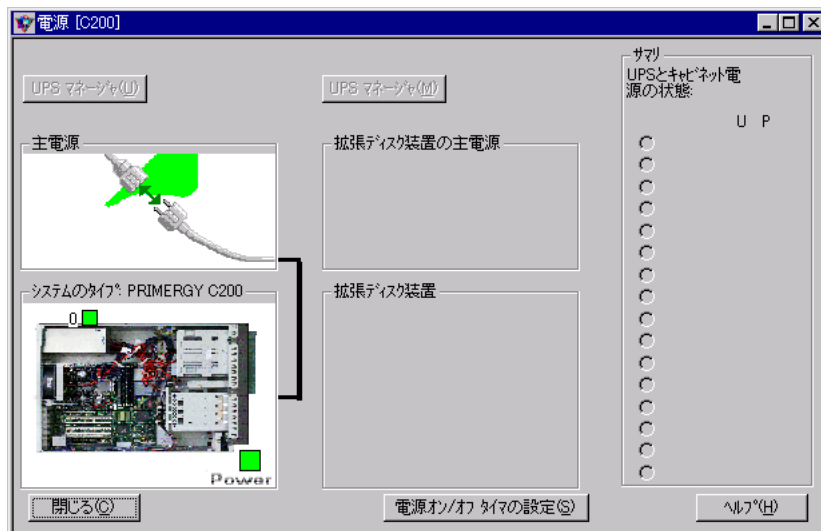 電源 [C200]
UPS マネージャ(U)
UPS マネージャ(M)
サマリ
UPSとキャビネット電
源の状態:
U P
主電源
拡張ディスク装置の主電源
システムのタイプ: PRIMERGY C200
拡張ディスク装置
0
Power
閉じる(C)
電源オン/オフ タイマの設定(S)
ヘルプ(H)